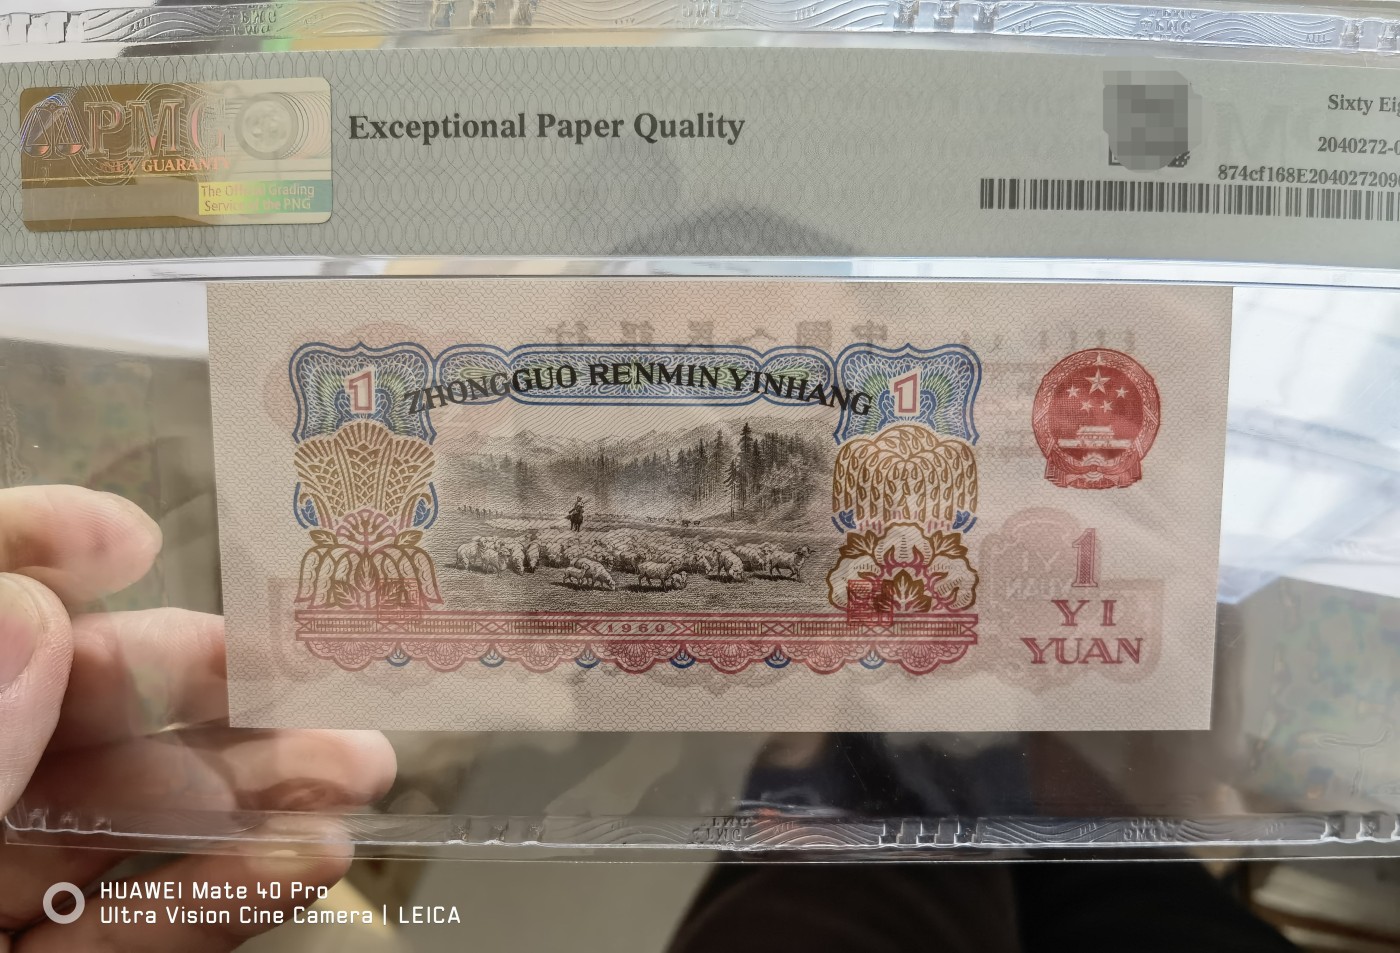 PMG
KEY GUARANTY
The Official Grading
Service of the PNG
Exceptional Paper Quality
Sixty Eig
2040272-0
874cf168E204027209
ZHONGGUO RENMIN YINHANG
1
1
1960
1
YI
YUAN
HUAWEI Mate 40 Pro
Ultra Vision Cine Camera | LEICA